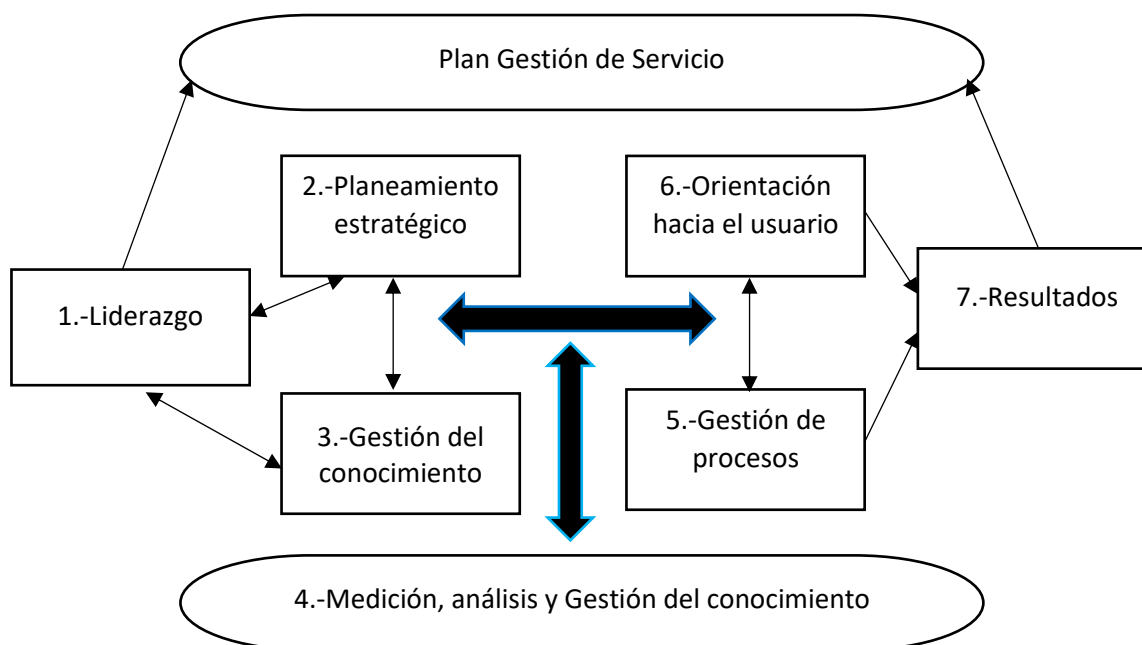 Plan Gestión de Servicio
2.-Planeamiento
estratégico
6.-Orientación
hacia el usuario
1.-Liderazgo
7.-Resultados
3.-Gestión del
conocimiento
5.-Gestión de
procesos
4.-Medición, análisis y Gestión del conocimiento